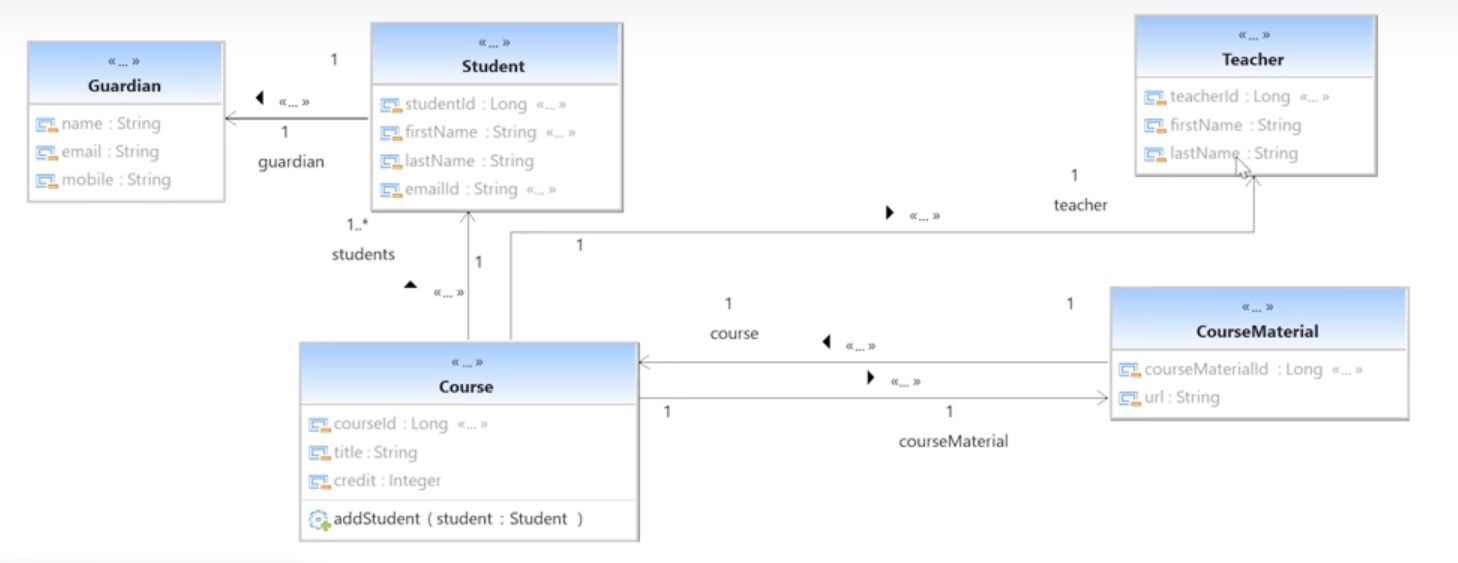 «... »
Guardian
name : String
email : String
mobile : String
1
«... »
1
guardian
«... »
Student
studentId : Long «... »
firstName : String «... »
lastName : String
emailId : String «... »
«... »
Teacher
teacherId : Long «... »
firstName : String
lastName : String
1..*
students
1
«... »
1
«... »
1
teacher
1
course
«... »
1
«... »
1
1
courseMaterial
«... »
CourseMaterial
courseMaterialId : Long «... »
url : String
«... »
Course
courseId : Long «... »
title : String
credit : Integer
addStudent ( student : Student )